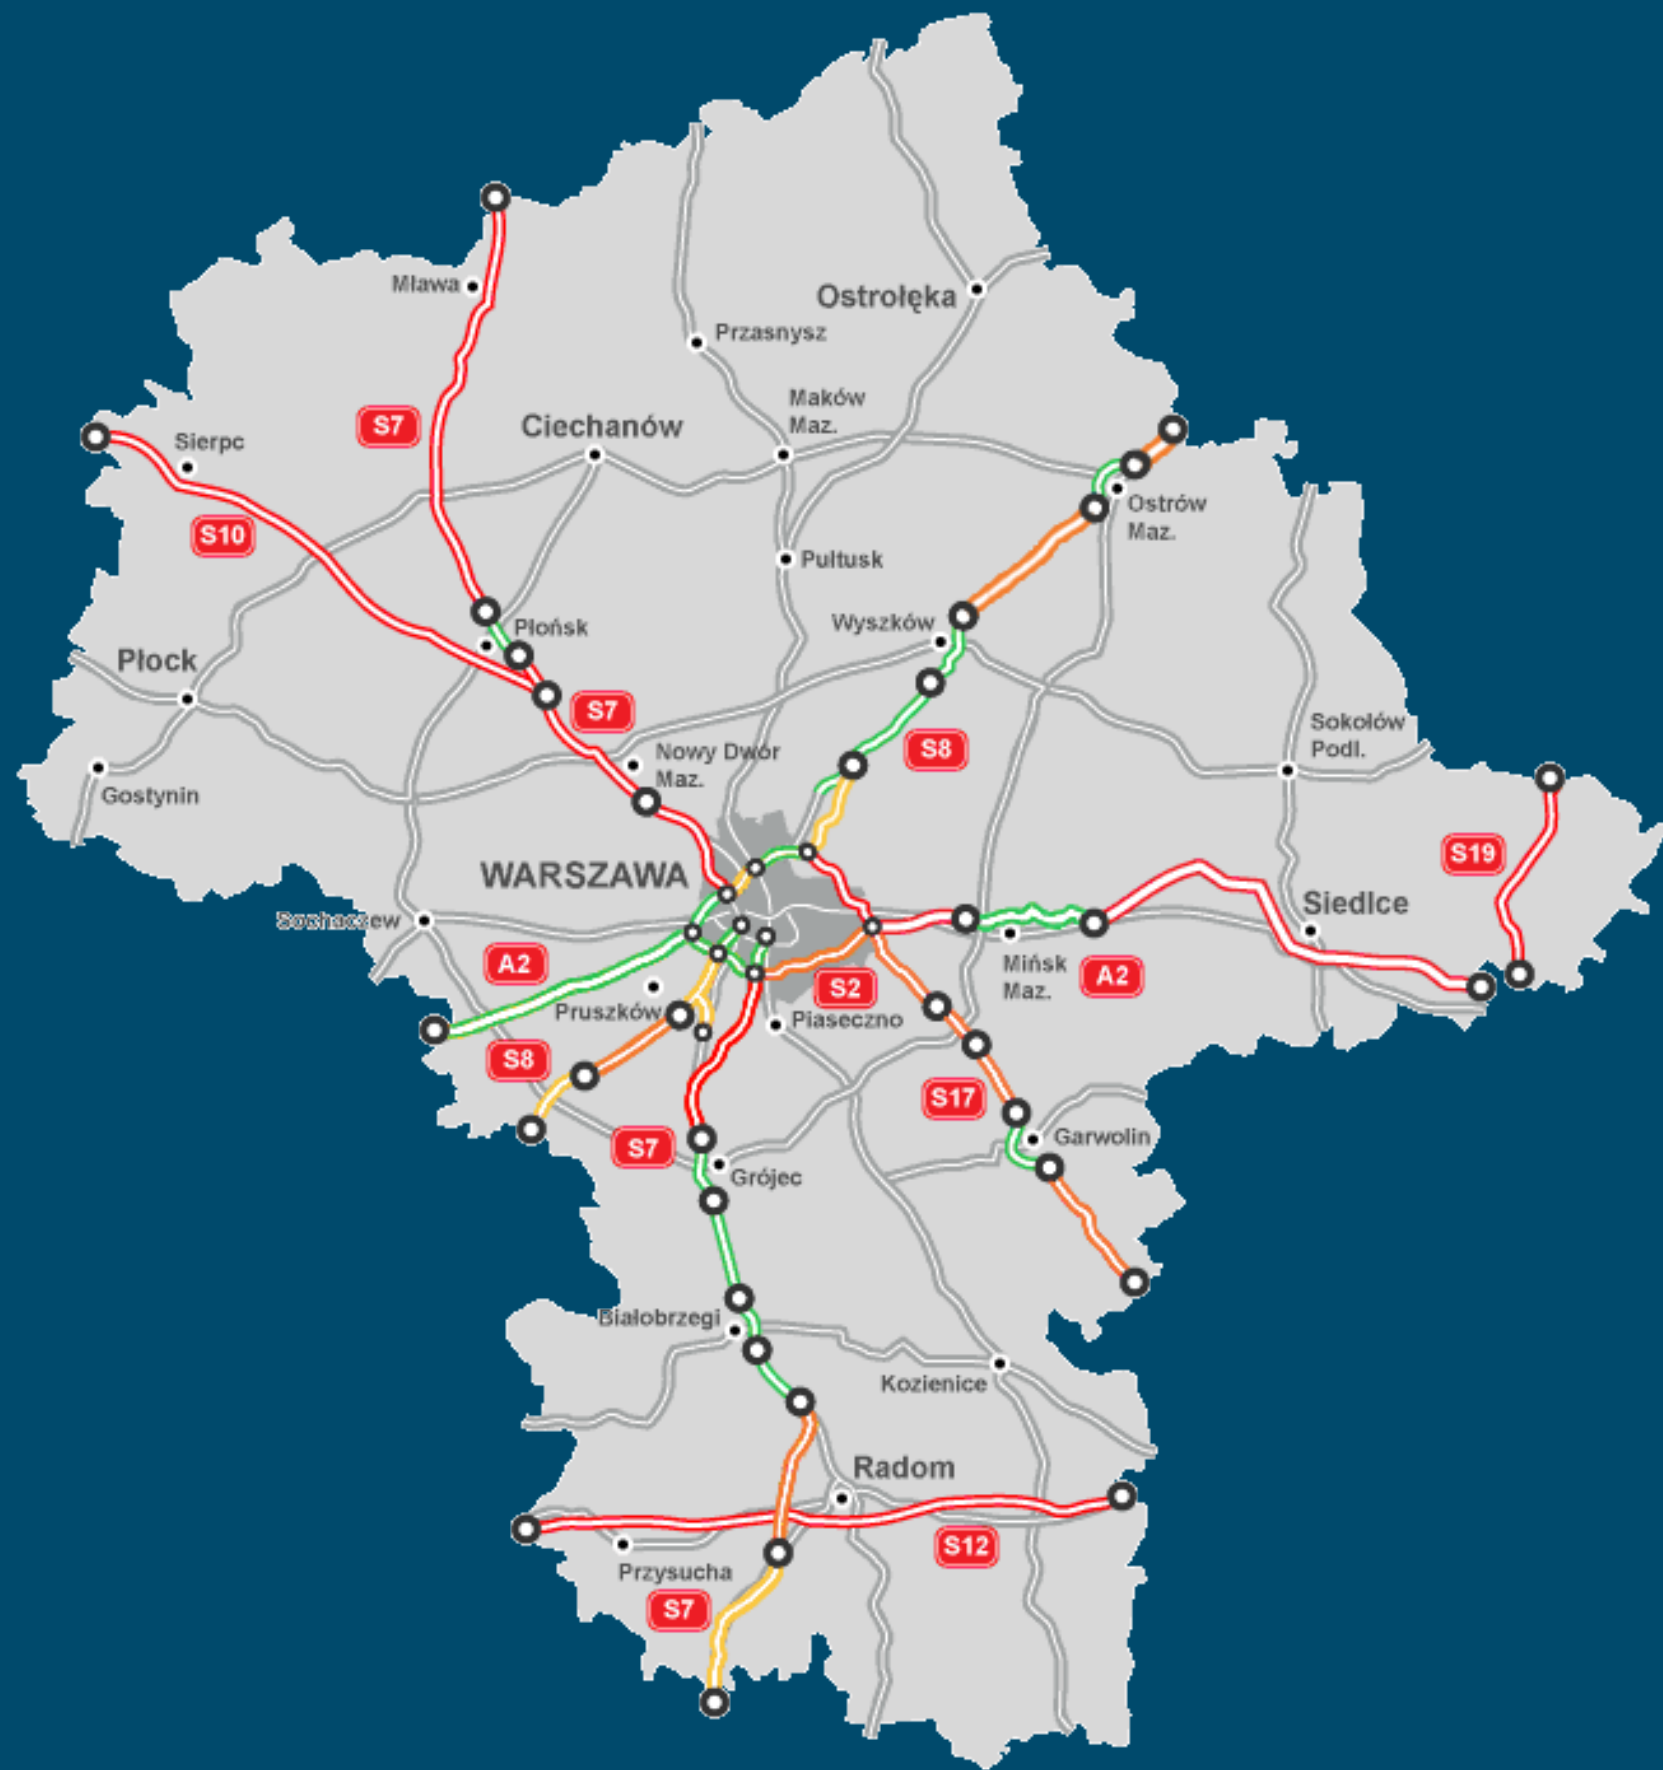 Mława
Ostrołęka
Przasnysz
Maków
Maz.
S7
Ciechanów
Sierpc
Ostrów
Maz.
S10
Pułtusk
Wyszków
Płońsk
Płock
S7
Sokołów
Podl.
Nowy Dwór
Maz.
S8
Gostynin
S19
WARSZAWA
Siedlce
Sochaczew
A2
Mińsk
Maz.
A2
S2
Pruszków
Piaseczno
S8
S17
Garwolin
S7
Grójec
Białobrzegi
Kozienice
Radom
S12
Przysucha
S7